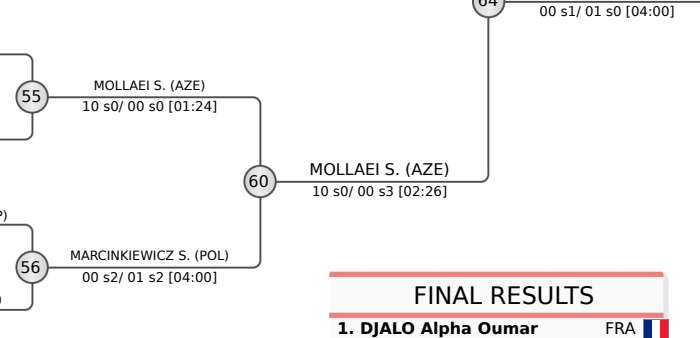 64
00 s1/ 01 s0 [04:00]
MOLLAEI S. (AZE)
55
10 s0/ 00 s0 [01:24]
MOLLAEI S. (AZE)
60
10 s0/ 00 s3 [02:26]
MARCINKIEWICZ S. (POL)
56
00 s2/ 01 s2 [04:00]
FINAL RESULTS
1. DJALO Alpha Oumar FRA